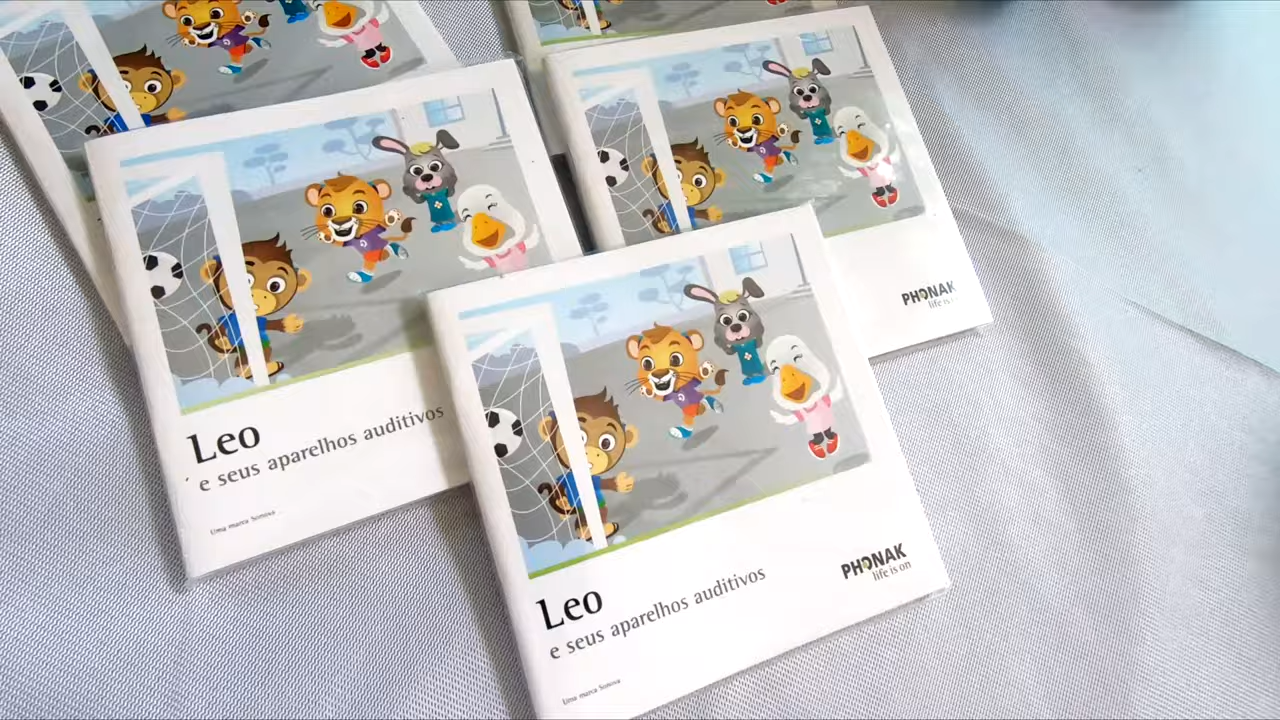 PHONAK
life is
Leo
e seus aparelhos auditivos
Uma marca Sonova
PHONAK
life is on
Leo
e seus aparelhos auditivos
Uma marca Sonova